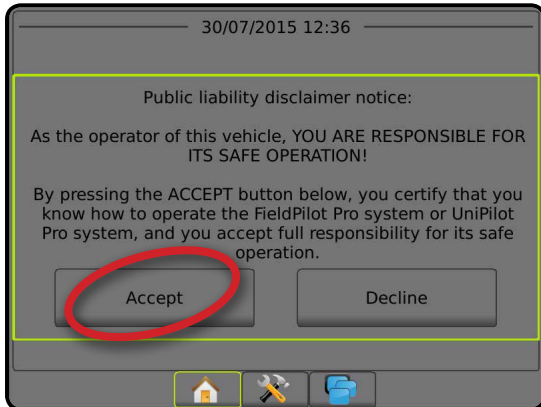 30/07/2015 12:36
Public liability disclaimer notice:
As the operator of this vehicle, YOU ARE RESPONSIBLE FOR
ITS SAFE OPERATION!
By pressing the ACCEPT button below, you certify that you
know how to operate the FieldPilot Pro system or UniPilot
Pro system, and you accept full responsibility for its safe
operation.
Accept
Decline